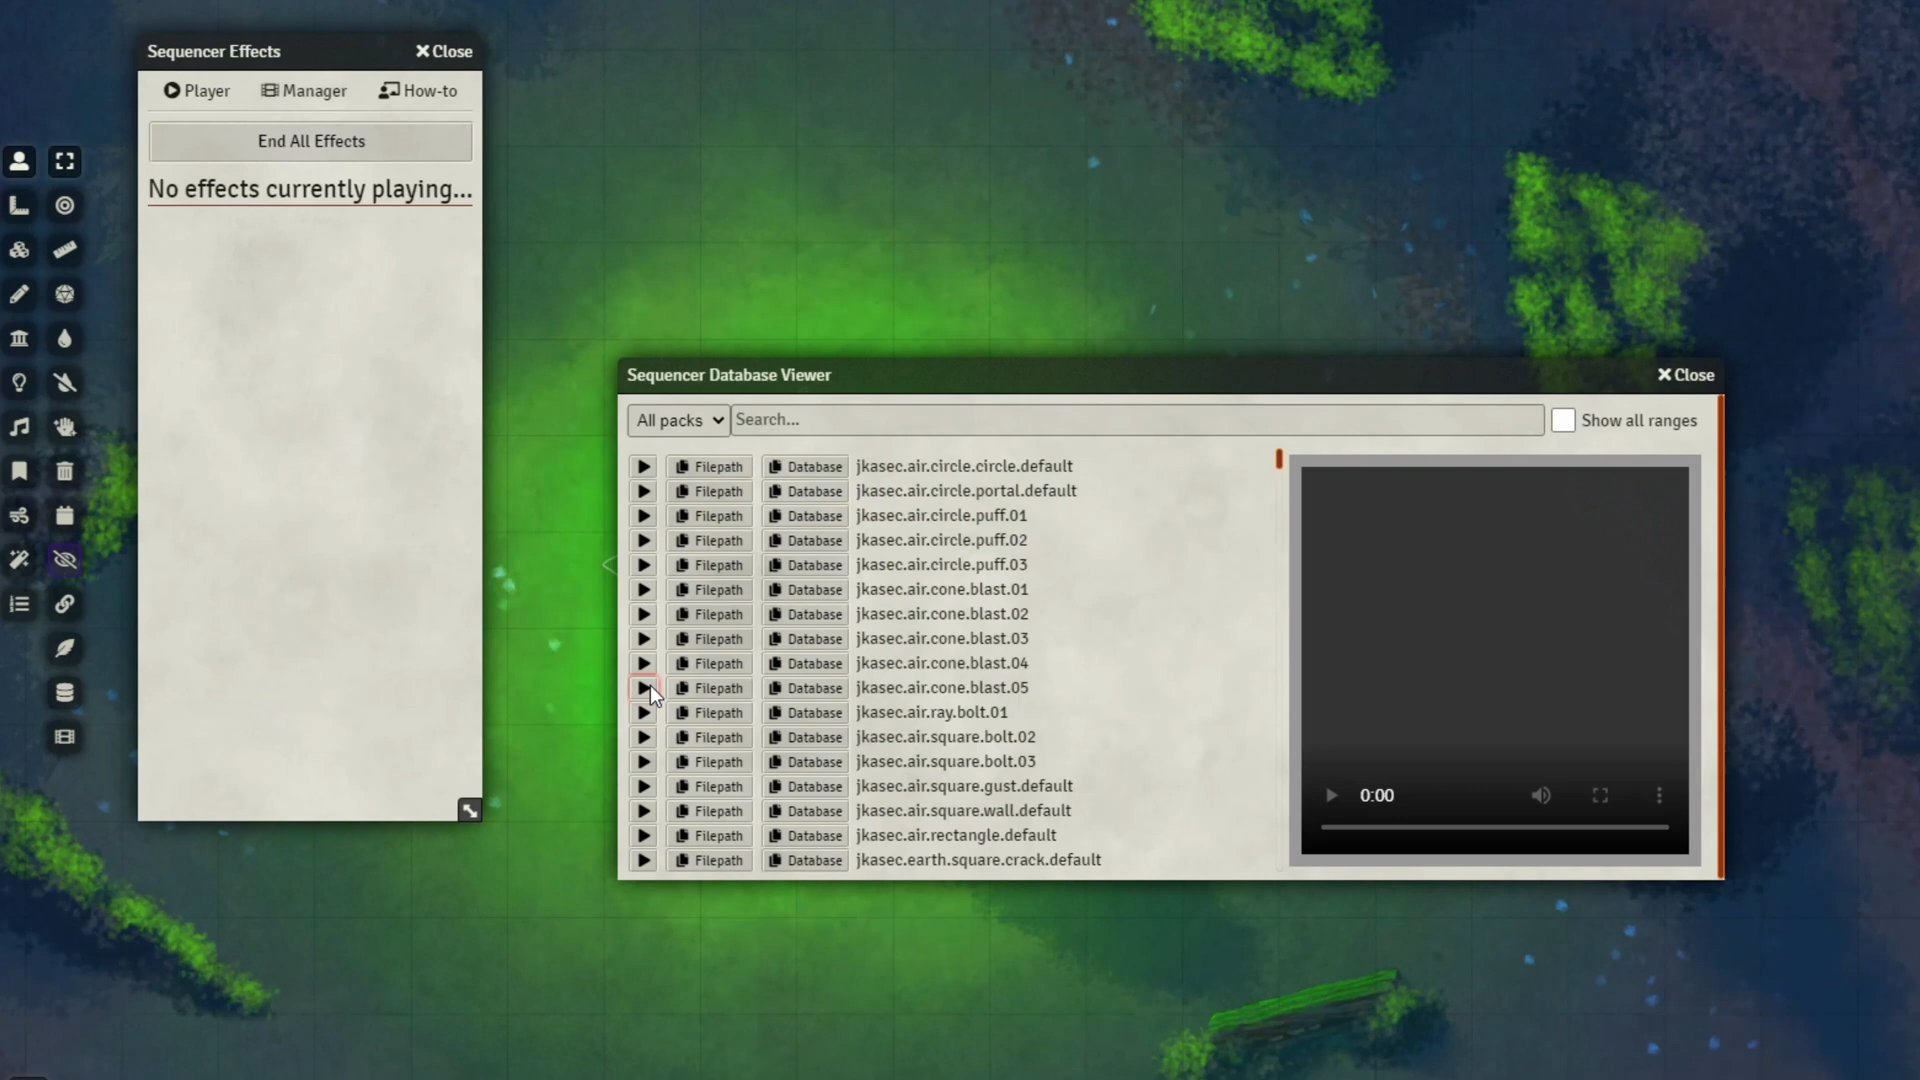 Sequencer Effects
Close
Player
Manager
How-to
End All Effects
No effects currently playing...
Sequencer Database Viewer
Close
All packs
Search...
Show all ranges
Filepath Database jkasec.air.circle.circle.default
Filepath Database jkasec.air.circle.portal.default
Filepath Database jkasec.air.circle.puff.01
Filepath Database jkasec.air.circle.puff.02
Filepath Database jkasec.air.circle.puff.03
Filepath Database jkasec.air.cone.blast.01
Filepath Database jkasec.air.cone.blast.02
Filepath Database jkasec.air.cone.blast.03
Filepath Database jkasec.air.cone.blast.04
Filepath Database jkasec.air.cone.blast.05
Filepath Database jkasec.air.ray.bolt.01
Filepath Database jkasec.air.square.bolt.02
Filepath Database jkasec.air.square.bolt.03
Filepath Database jkasec.air.square.gust.default
Filepath Database jkasec.air.square.wall.default
Filepath Database jkasec.air.rectangle.default
Filepath Database jkasec.earth.square.crack.default
0:00